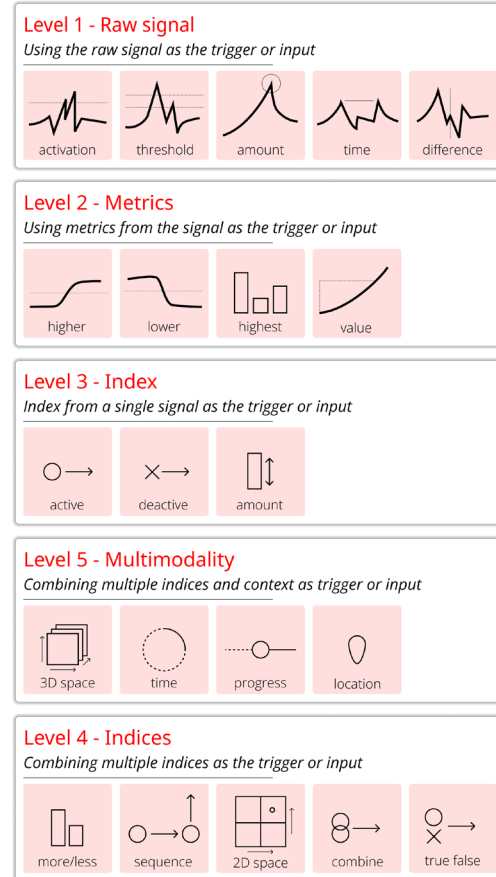 Level 1 - Raw signal
Using the raw signal as the trigger or input
activation threshold amount time difference
Level 2 - Metrics
Using metrics from the signal as the trigger or input
higher lower highest value
Level 3 - Index
Index from a single signal as the trigger or input
active deactive amount
Level 5 - Multimodality
Combining multiple indices and context as trigger or input
3D space time progress location
Level 4 - Indices
Combining multiple indices as the trigger or input
more/less sequence 2D space combine true false